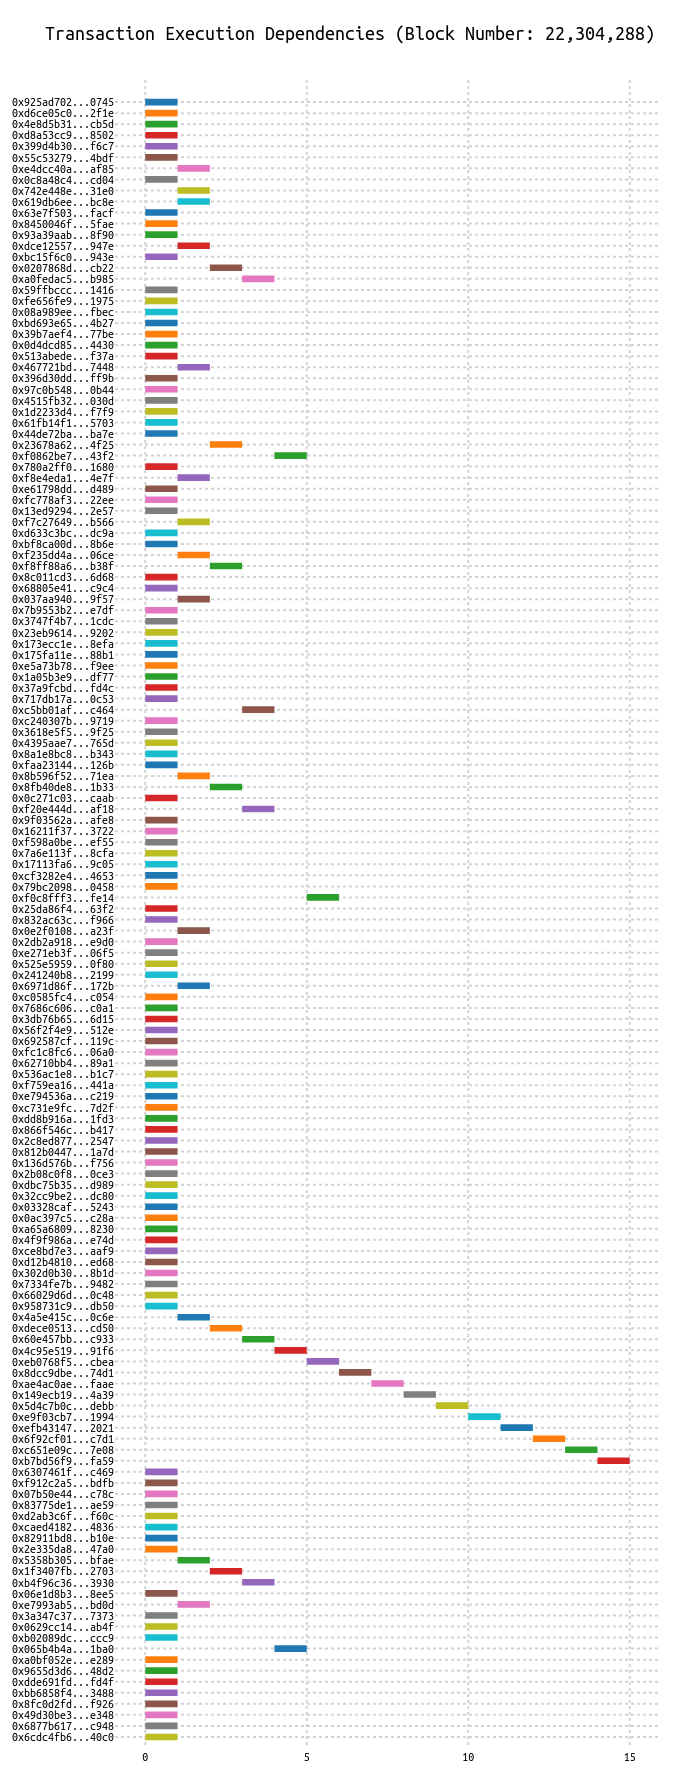 Transaction Execution Dependencies (Block Number: 22,304,288)
0x925ad702...0745
0xd6ce05c0...2f1e
0x4e8d5b31...cb5d
0xd8a53cc9...8502
0x399d4b30...f6c7
0x55c53279...4bdf
0xe4dcc40a...af85
0x0c8a48c4...cd04
0x742e448e...31e0
0x619db6ee...bc8e
0x63e7f503...facf
0x8450046f...5fae
0x93a39aab...8f90
0xdce12557...947e
0xbc15f6c0...943e
0x0207868d...cb22
0xa0fedac5...b985
0x59ffbccc...1416
0xfe656fe9...1975
0x08a989ee...fbec
0xbd693e65...4b27
0x39b7aef4...77be
0x0d4dcd85...4430
0x513abede...f37a
0x467721bd...7448
0x396d30dd...ff9b
0x97c0b548...0b44
0x4515fb32...030d
0x1d2233d4...f7f9
0x61fb14f1...5703
0x44de72ba...ba7e
0x23678a62...4f25
0xf0862be7...43f2
0x780a2ff0...1680
0xf8e4eda1...4e7f
0xe61798dd...d489
0xfc778af3...22ee
0x13ed9294...2e57
0xf7c27649...b566
0xd633c3bc...dc9a
0xbf8ca00d...8b6e
0xf235dd4a...06ce
0xf8ff88a6...b38f
0x8c011cd3...6d68
0x68805e41...c9c4
0x037aa940...9f57
0x7b9553b2...e7df
0x3747f4b7...1cdc
0x23eb9614...9202
0x173ecc1e...8efa
0x175fa11e...88b1
0xe5a73b78...f9ee
0x1a05b3e9...df77
0x37a9fcbd...fd4c
0x717db17a...0c53
0xc5bb01af...c464
0xc240307b...9719
0x3618e5f5...9f25
0x4395aae7...765d
0x8a1e8bc8...b343
0xfaa23144...126b
0x8b596f52...71ea
0x8fb40de8...1b33
0x0c271c03...caab
0xf20e444d...af18
0x9f03562a...afe8
0x16211f37...3722
0xf598a0be...ef55
0x7a6e113f...8cfa
0x17113fa6...9c05
0xcf3282e4...4653
0x79bc2098...0458
0xf0c8fff3...fe14
0x25da86f4...63f2
0x832ac63c...f966
0x0e2f0108...a23f
0x2db2a918...e9d0
0xe271eb3f...06f5
0x525e5959...0f80
0x241240b8...2199
0x6971d86f...172b
0xc0585fc4...c054
0x7686c606...c0a1
0x3db76b65...6d15
0x56f2f4e9...512e
0x692587cf...119c
0xfc1c8fc6...06a0
0x62710bb4...89a1
0x536ac1e8...b1c7
0xf759ea16...441a
0xe794536a...c219
0xc731e9fc...7d2f
0xdd8b916a...1fd3
0x866f546c...b417
0x2c8ed877...2547
0x812b0447...1a7d
0x136d576b...f756
0x2b08c0f8...0ce3
0xdbc75b35...d989
0x32cc9be2...dc80
0x03328caf...5243
0x0ac397c5...c28a
0xa65a6809...8230
0x4f9f986a...e74d
0xce8bd7e3...aaf9
0xd12b4810...ed68
0x302d0b30...8b1d
0x7334fe7b...9482
0x66029d6d...0c48
0x958731c9...db50
0x4a5e415c...0c6e
0xdece0513...cd50
0x60e457bb...c933
0x4c95e519...91f6
0xeb0768f5...cbea
0x8dcc9dbe...74d1
0xae4ac0ae...faae
0x149ecb19...4a39
0x5d4c7b0c...debb
0xe9f03cb7...1994
0xefb43147...2021
0x6f92cf01...c7d1
0xc651e09c...7e08
0xb7bd56f9...fa59
0x6307461f...c469
0xf912c2a5...bdfb
0x07b50e44...c78c
0x83775de1...ae59
0xd2ab3c6f...f60c
0xcaed4182...4836
0x82911bd8...b10e
0x2e335da8...47a0
0x5358b305...bfae
0x1f3407fb...2703
0xb4f96c36...3930
0x06e1d8b3...8ee5
0xe7993ab5...bd0d
0x3a347c37...7373
0x0629cc14...ab4f
0xb02089dc...ccc9
0x065b4b4a...1ba0
0xa0bf052e...e289
0x9655d3d6...48d2
0xdde691fd...fd4f
0xbb6858f4...3488
0x8fc0d2fd...f926
0x49d30be3...e348
0x6877b617...c948
0x6cdc4fb6...40c0
0 5 10 15